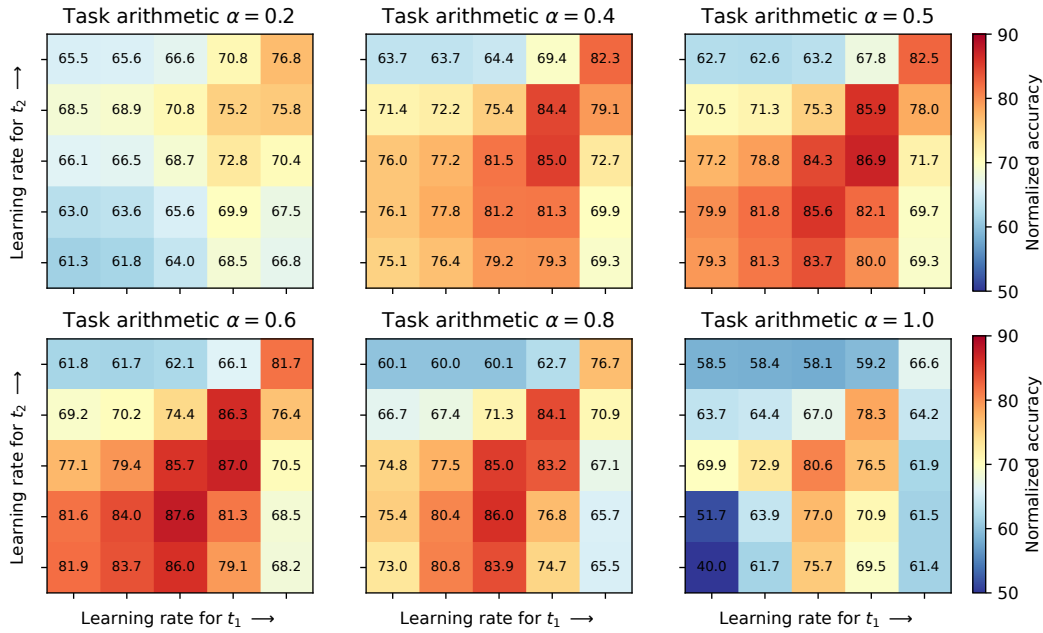 Task arithmetic α = 0.2
Task arithmetic α = 0.4
Task arithmetic α = 0.5
65.5 65.6 66.6 70.8 76.8
68.5 68.9 70.8 75.2 75.8
66.1 66.5 68.7 72.8 70.4
63.0 63.6 65.6 69.9 67.5
61.3 61.8 64.0 68.5 66.8
Learning rate for t₂ ⟶
63.7 63.7 64.4 69.4 82.3
71.4 72.2 75.4 84.4 79.1
76.0 77.2 81.5 85.0 72.7
76.1 77.8 81.2 81.3 69.9
75.1 76.4 79.2 79.3 69.3
62.7 62.6 63.2 67.8 82.5
70.5 71.3 75.3 85.9 78.0
77.2 78.8 84.3 86.9 71.7
79.9 81.8 85.6 82.1 69.7
79.3 81.3 83.7 80.0 69.3
90
80
70
60
50
Normalized accuracy
Task arithmetic α = 0.6
Task arithmetic α = 0.8
Task arithmetic α = 1.0
61.8 61.7 62.1 66.1 81.7
69.2 70.2 74.4 86.3 76.4
77.1 79.4 85.7 87.0 70.5
81.6 84.0 87.6 81.3 68.5
81.9 83.7 86.0 79.1 68.2
Learning rate for t₂ ⟶
Learning rate for t₁ ⟶
60.1 60.0 60.1 62.7 76.7
66.7 67.4 71.3 84.1 70.9
74.8 77.5 85.0 83.2 67.1
75.4 80.4 86.0 76.8 65.7
73.0 80.8 83.9 74.7 65.5
Learning rate for t₁ ⟶
58.5 58.4 58.1 59.2 66.6
63.7 64.4 67.0 78.3 64.2
69.9 72.9 80.6 76.5 61.9
51.7 63.9 77.0 70.9 61.5
40.0 61.7 75.7 69.5 61.4
Learning rate for t₁ ⟶
90
80
70
60
50
Normalized accuracy